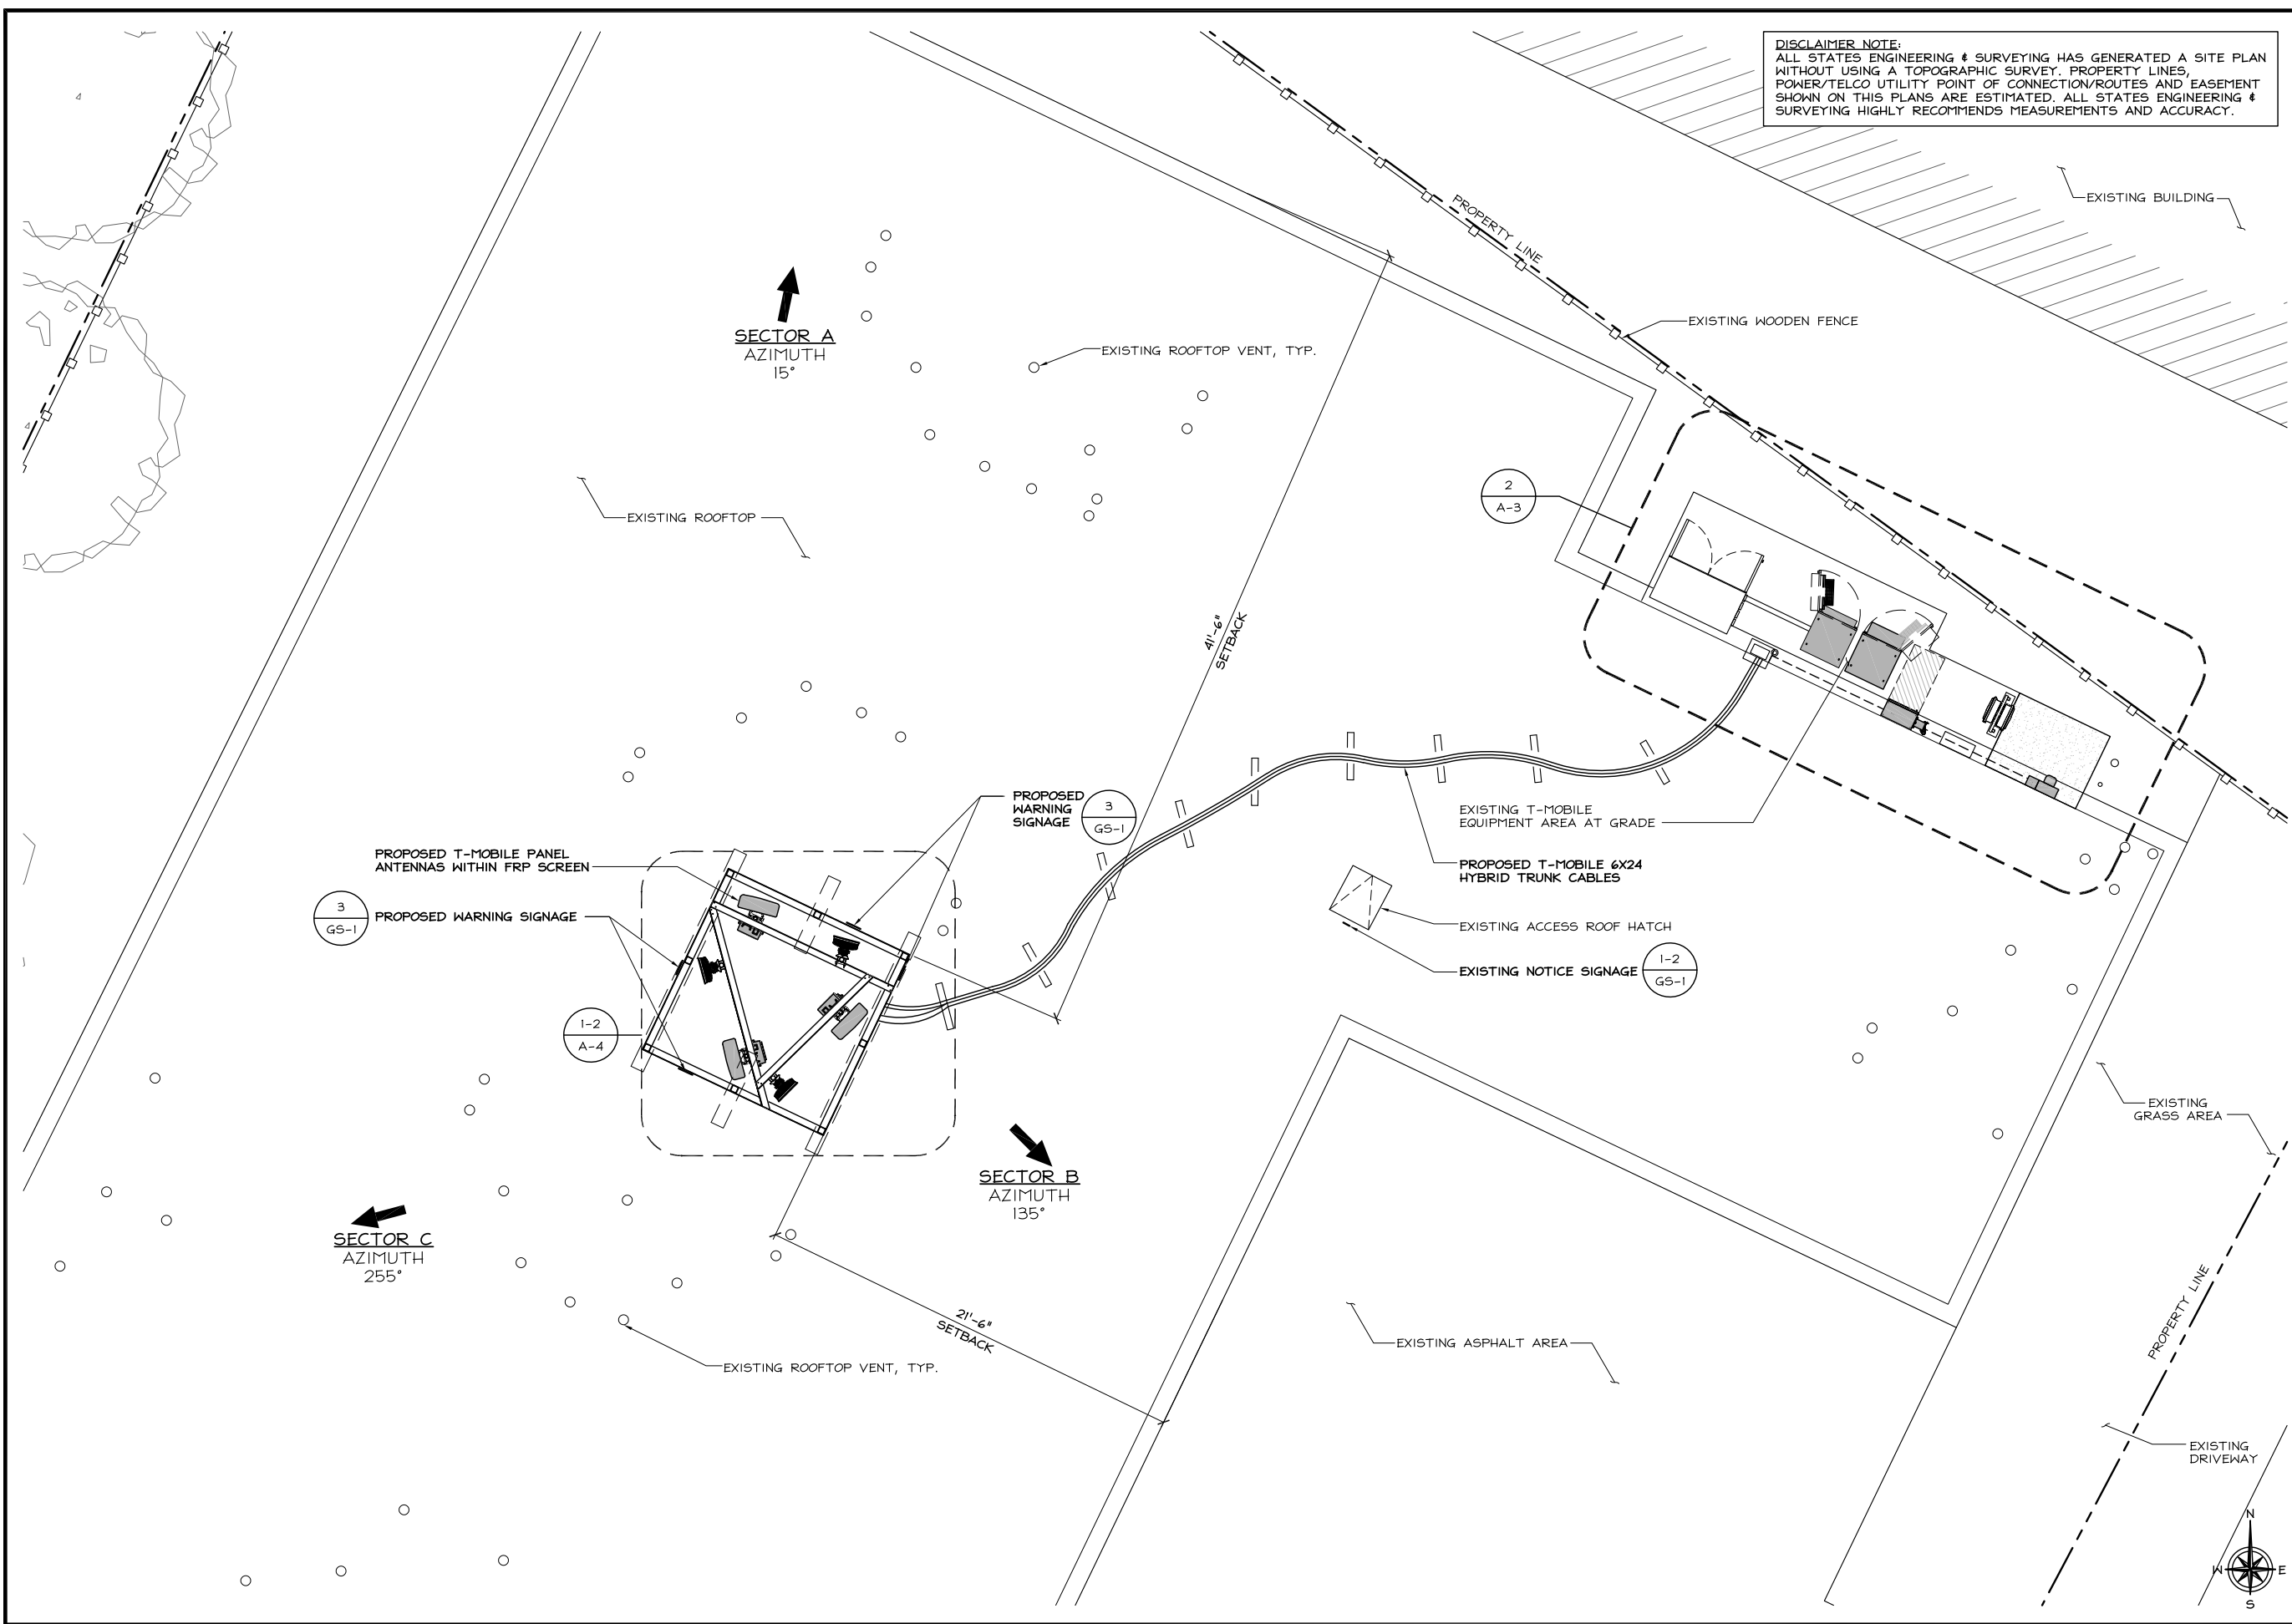 DISCLAIMER NOTE:
ALL STATES ENGINEERING & SURVEYING HAS GENERATED A SITE PLAN
WITHOUT USING A TOPOGRAPHIC SURVEY. PROPERTY LINES,
POWER/TELCO UTILITY POINT OF CONNECTION/ROUTES AND EASEMENT
SHOWN ON THIS PLANS ARE ESTIMATED. ALL STATES ENGINEERING &
SURVEYING HIGHLY RECOMMENDS MEASUREMENTS AND ACCURACY.
4
EXISTING BUILDING
PROPERTY LINE
EXISTING WOODEN FENCE
SECTOR A
AZIMUTH
15°
EXISTING ROOFTOP VENT, TYP.
4
2
A-3
EXISTING ROOFTOP
41'-6"
SETBACK
PROPOSED
WARNING
SIGNAGE
3
GS-1
EXISTING T-MOBILE
EQUIPMENT AREA AT GRADE
PROPOSED T-MOBILE PANEL
ANTENNAS WITHIN FRP SCREEN
PROPOSED T-MOBILE 6X24
HYBRID TRUNK CABLES
3
GS-1
PROPOSED WARNING SIGNAGE
EXISTING ACCESS ROOF HATCH
EXISTING NOTICE SIGNAGE
1-2
GS-1
1-2
A-4
EXISTING
GRASS AREA
SECTOR B
AZIMUTH
135°
SECTOR C
AZIMUTH
255°
21'-6"
SETBACK
EXISTING ASPHALT AREA
PROPERTY LINE
EXISTING ROOFTOP VENT, TYP.
EXISTING
DRIVEWAY
N
W
E
S